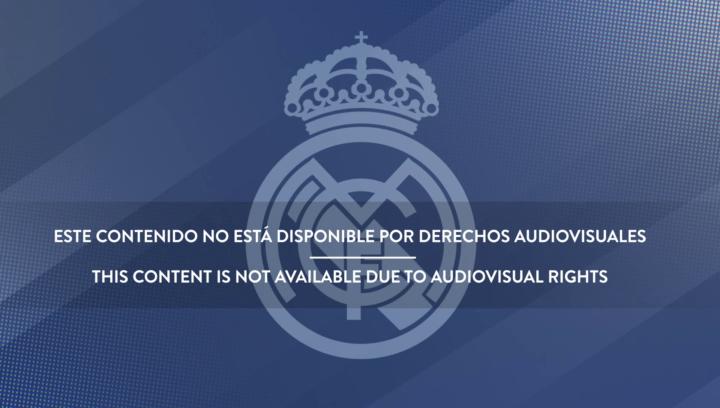 ESTE CONTENIDO NO ESTÁ DISPONIBLE POR DERECHOS AUDIOVISUALES
THIS CONTENT IS NOT AVAILABLE DUE TO AUDIOVISUAL RIGHTS